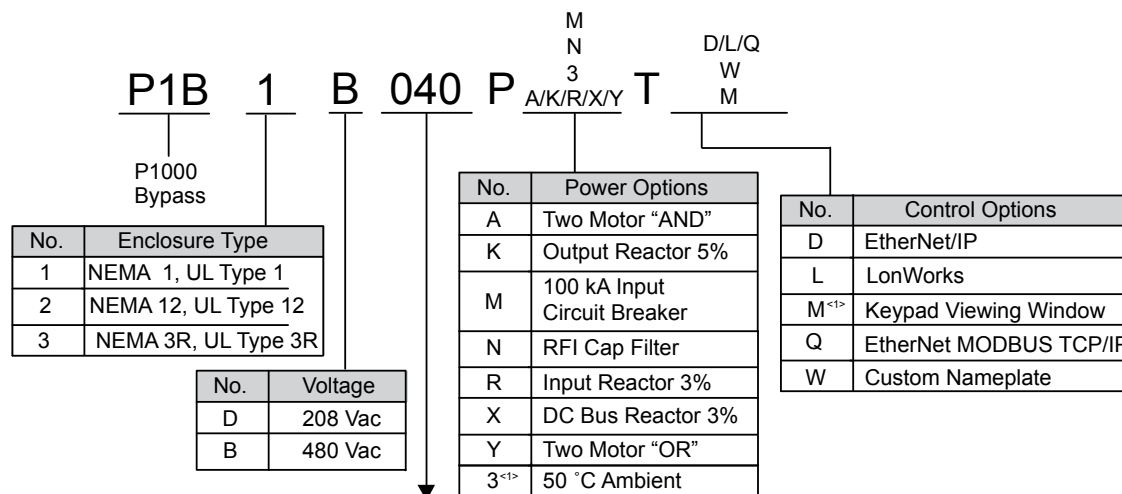 M
N
3
A/K/R/X/Y
D/L/Q
W
M
P1B 1 B 040 P T
P1000
Bypass
No. Enclosure Type
1 NEMA 1, UL Type 1
2 NEMA 12, UL Type 12
3 NEMA 3R, UL Type 3R
No. Voltage
D 208 Vac
B 480 Vac
No. Power Options
A Two Motor “AND”
K Output Reactor 5%
M 100 kA Input
Circuit Breaker
N RFI Cap Filter
R Input Reactor 3%
X DC Bus Reactor 3%
Y Two Motor “OR”
3<1> 50 ˚C Ambient
No. Control Options
D EtherNet/IP
L LonWorks
M<1> Keypad Viewing Window
Q EtherNet MODBUS TCP/IP
W Custom Nameplate